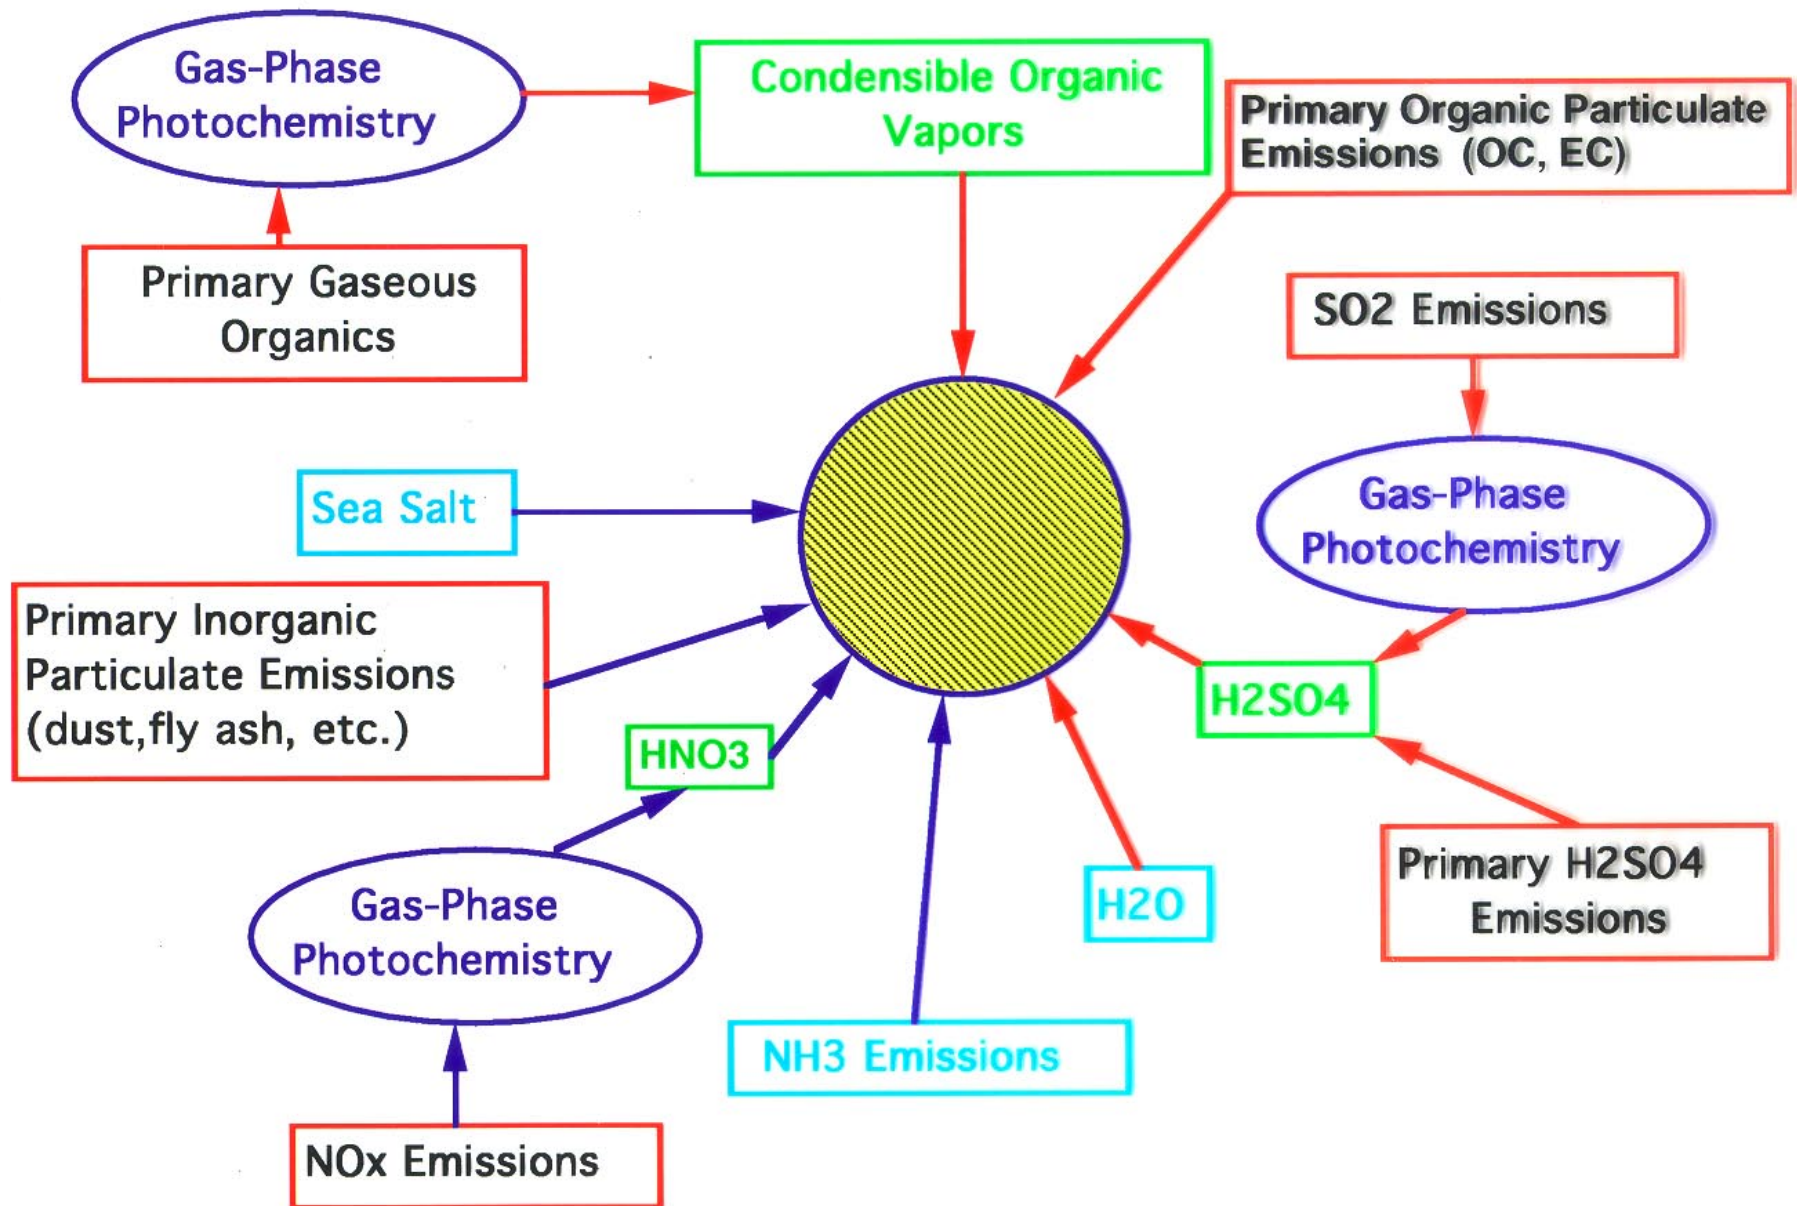 Gas-Phase
Photochemistry
Condensible Organic
Vapors
Primary Organic Particulate
Emissions (OC, EC)
Primary Gaseous
Organics
SO2 Emissions
Sea Salt
Gas-Phase
Photochemistry
Primary Inorganic
Particulate Emissions
(dust,fly ash, etc.)
H2SO4
HNO3
Primary H2SO4
Emissions
H2O
Gas-Phase
Photochemistry
NH3 Emissions
NOx Emissions